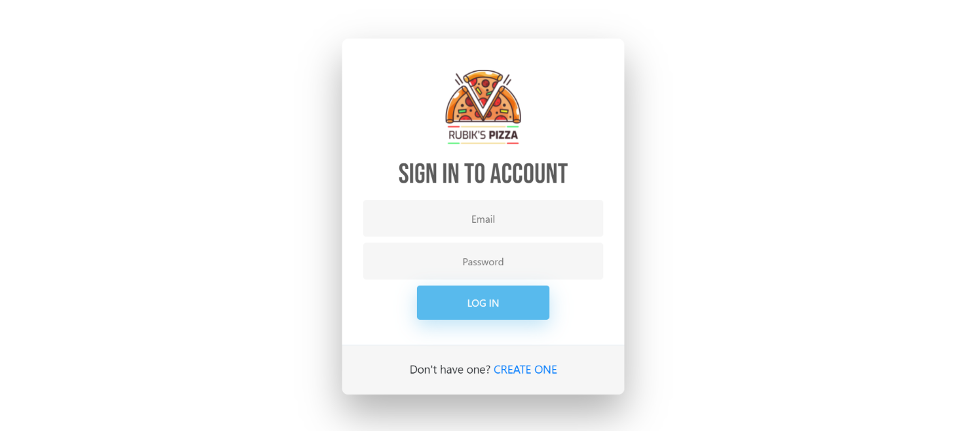 RUBIK'S PIZZA
SIGN IN TO ACCOUNT
Email
Password
LOG IN
Don't have one? CREATE ONE